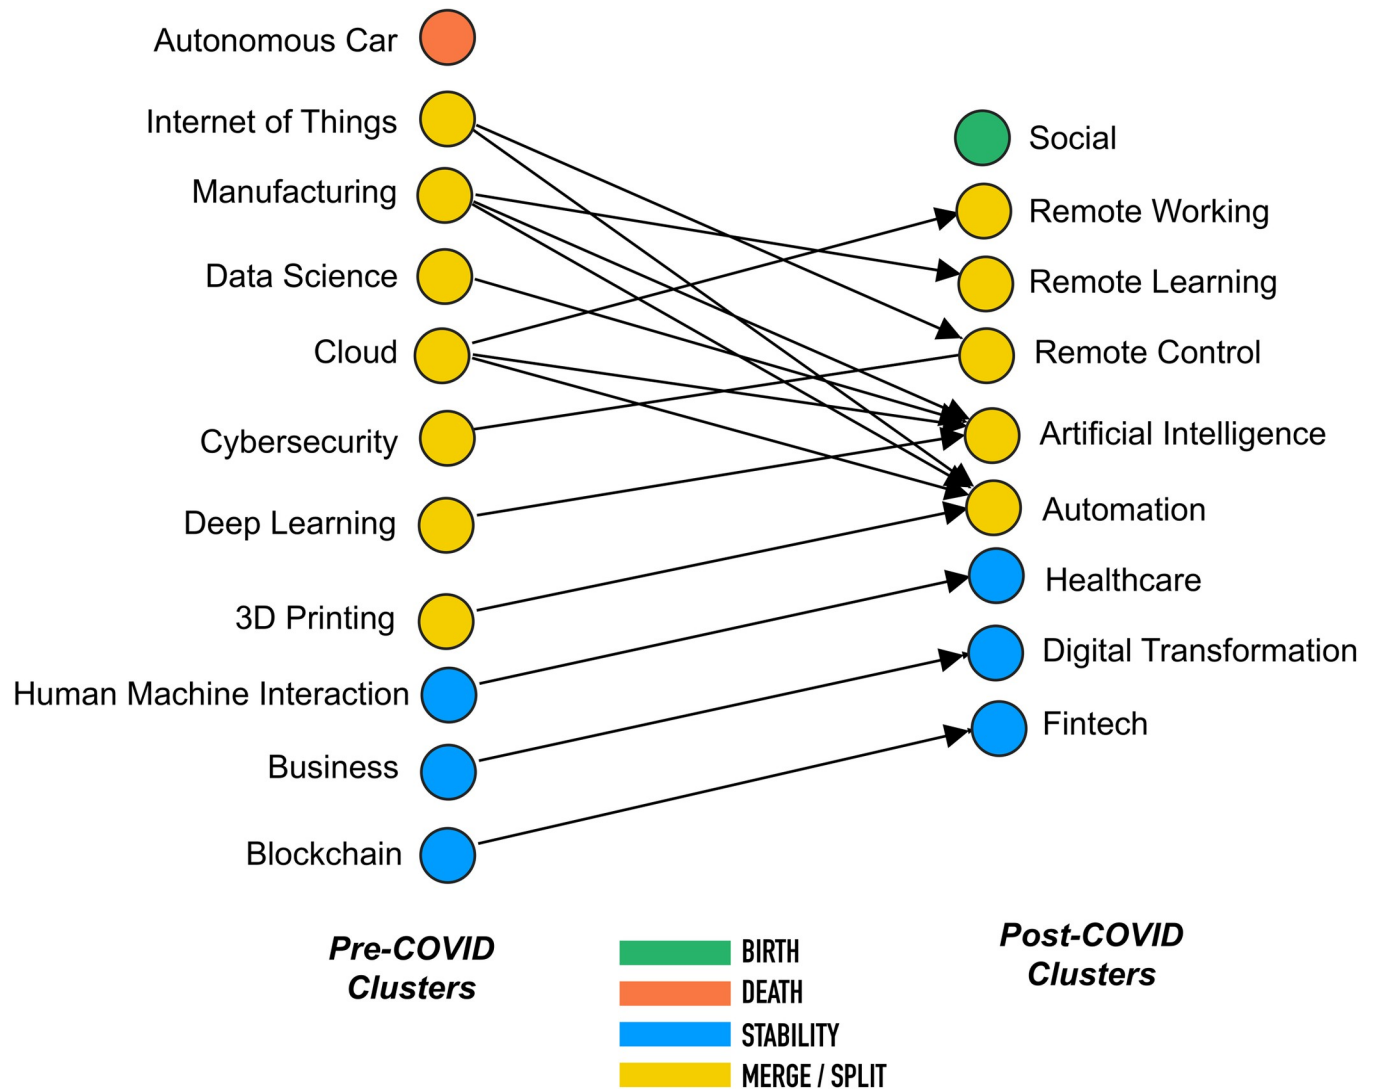 Autonomous Car
Internet of Things
Manufacturing
Data Science
Cloud
Cybersecurity
Deep Learning
3D Printing
Human Machine Interaction
Business
Blockchain
Pre-COVID
Clusters
Social
Remote Working
Remote Learning
Remote Control
Artificial Intelligence
Automation
Healthcare
Digital Transformation
Fintech
Post-COVID
Clusters
BIRTH
DEATH
STABILITY
MERGE / SPLIT